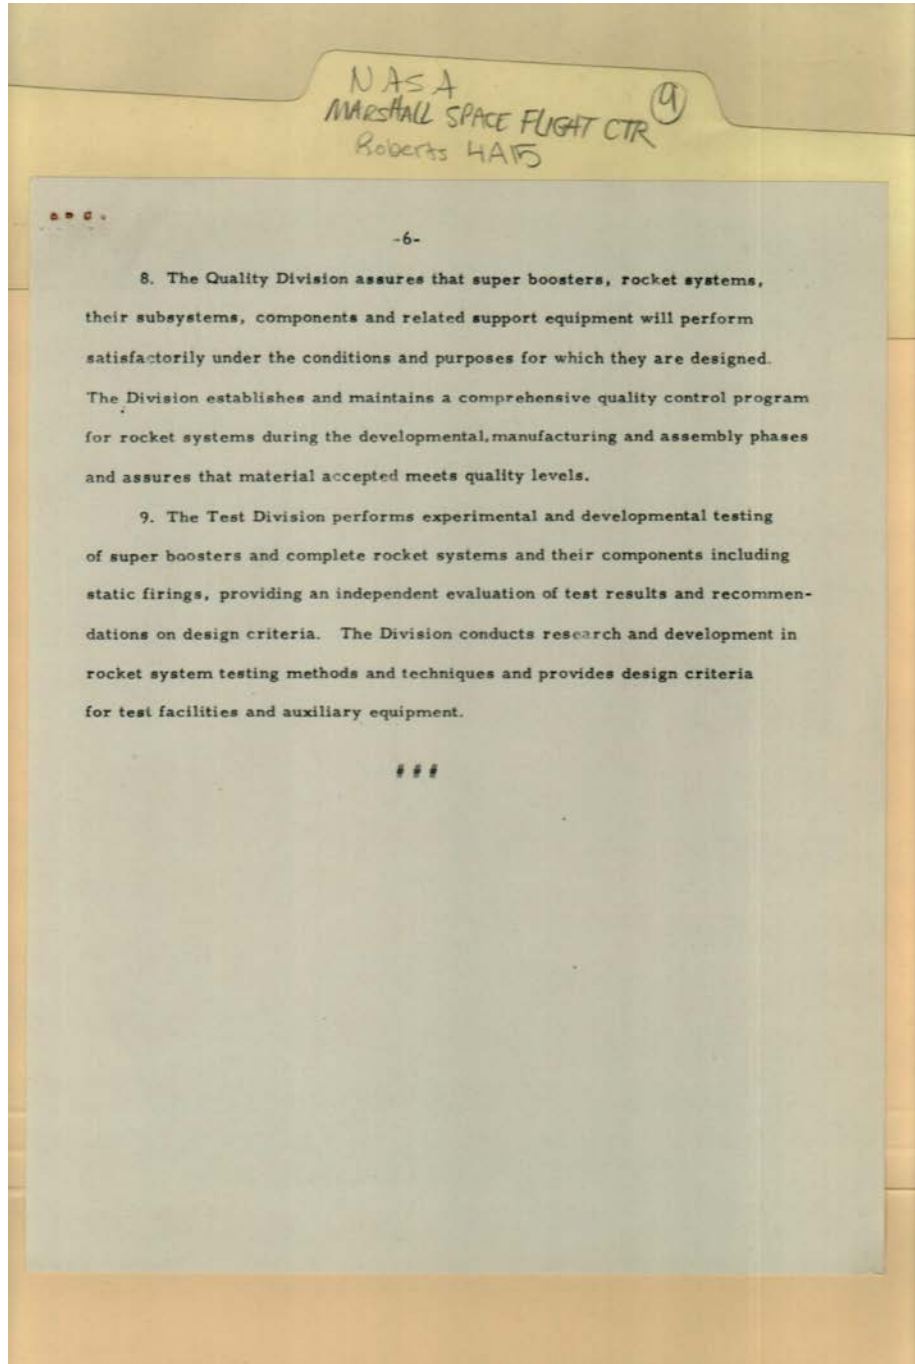 NASA
MARSHALL SPACE FLIGHT CTR 9
Roberts 4A15
-6-
8. The Quality Division assures that super boosters, rocket systems,
their subsystems, components and related support equipment will perform
satisfactorily under the conditions and purposes for which they are designed.
The Division establishes and maintains a comprehensive quality control program
for rocket systems during the developmental, manufacturing and assembly phases
and assures that material accepted meets quality levels.
9. The Test Division performs experimental and developmental testing
of super boosters and complete rocket systems and their components including
static firings, providing an independent evaluation of test results and recommen-
dations on design criteria. The Division conducts research and development in
rocket system testing methods and techniques and provides design criteria
for test facilities and auxiliary equipment.
# # #